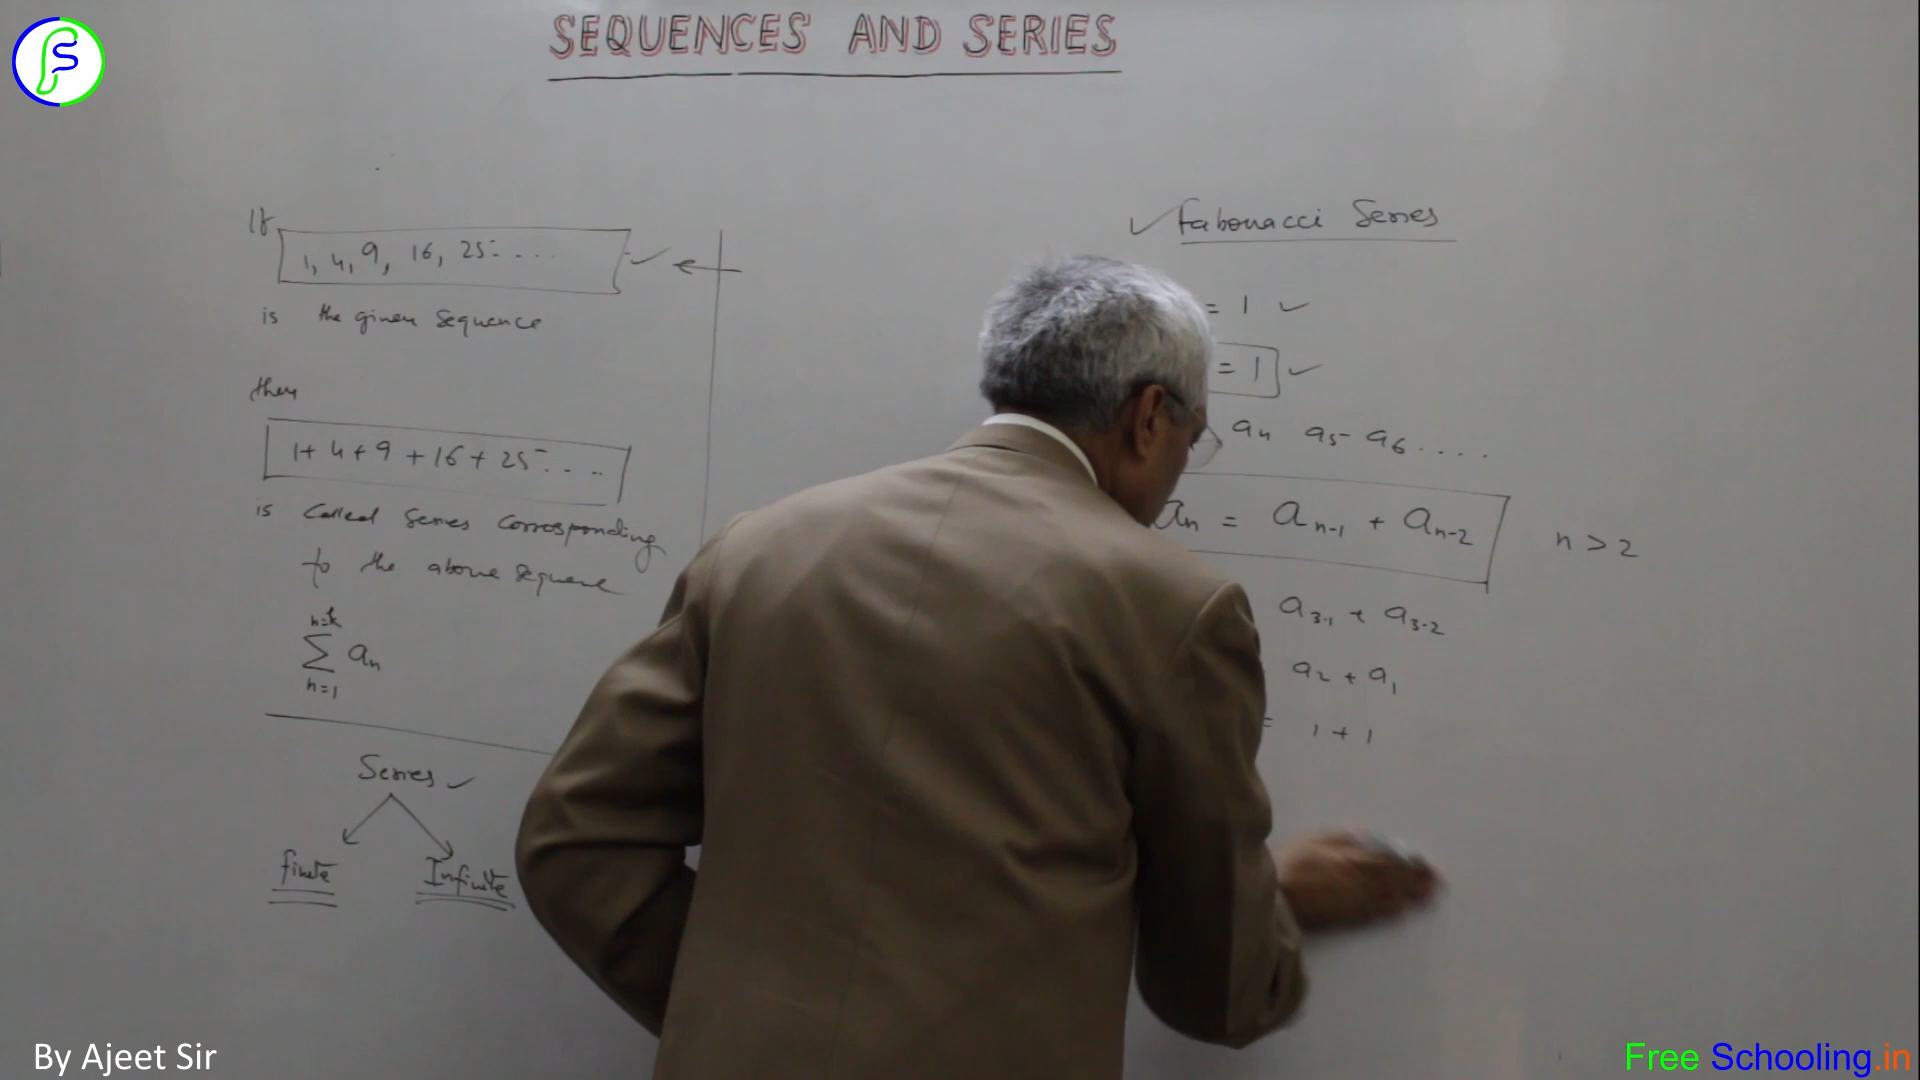 SEQUENCES AND SERIES
If
1, 4, 9, 16, 25 - . . . .
is the given sequence
then
1 + 4 + 9 + 16 + 25 - . . . .
is called series corresponding
to the above sequence
n=k
∑ an
n=1
Series ✓
finite Infinite
✓ Fabonacci Series
= 1 ✓
= 1 ✓
a4 a5 a6 . . . .
an = an-1 + an-2 n > 2
a3-1 + a3-2
a2 + a1
= 1 + 1
By Ajeet Sir
Free Schooling.in